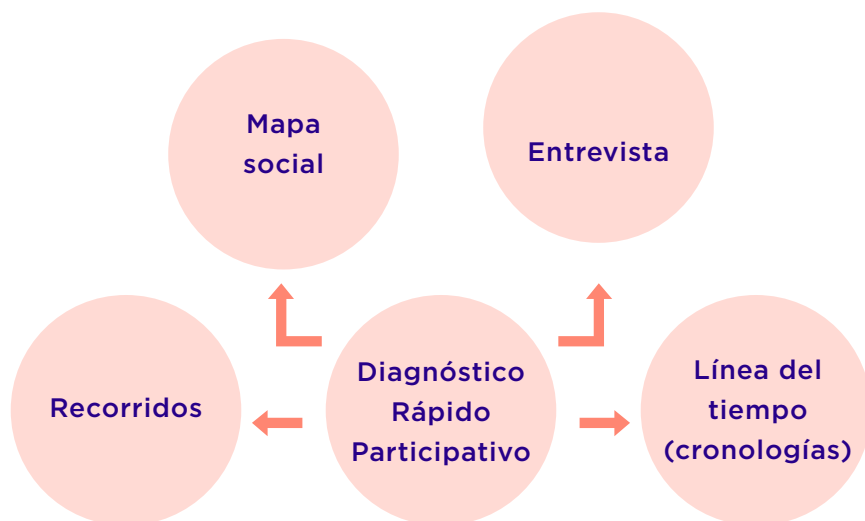 Mapa
social
Entrevista
Recorridos
Diagnóstico
Rápido
Participativo
Línea del
tiempo
(cronologías)